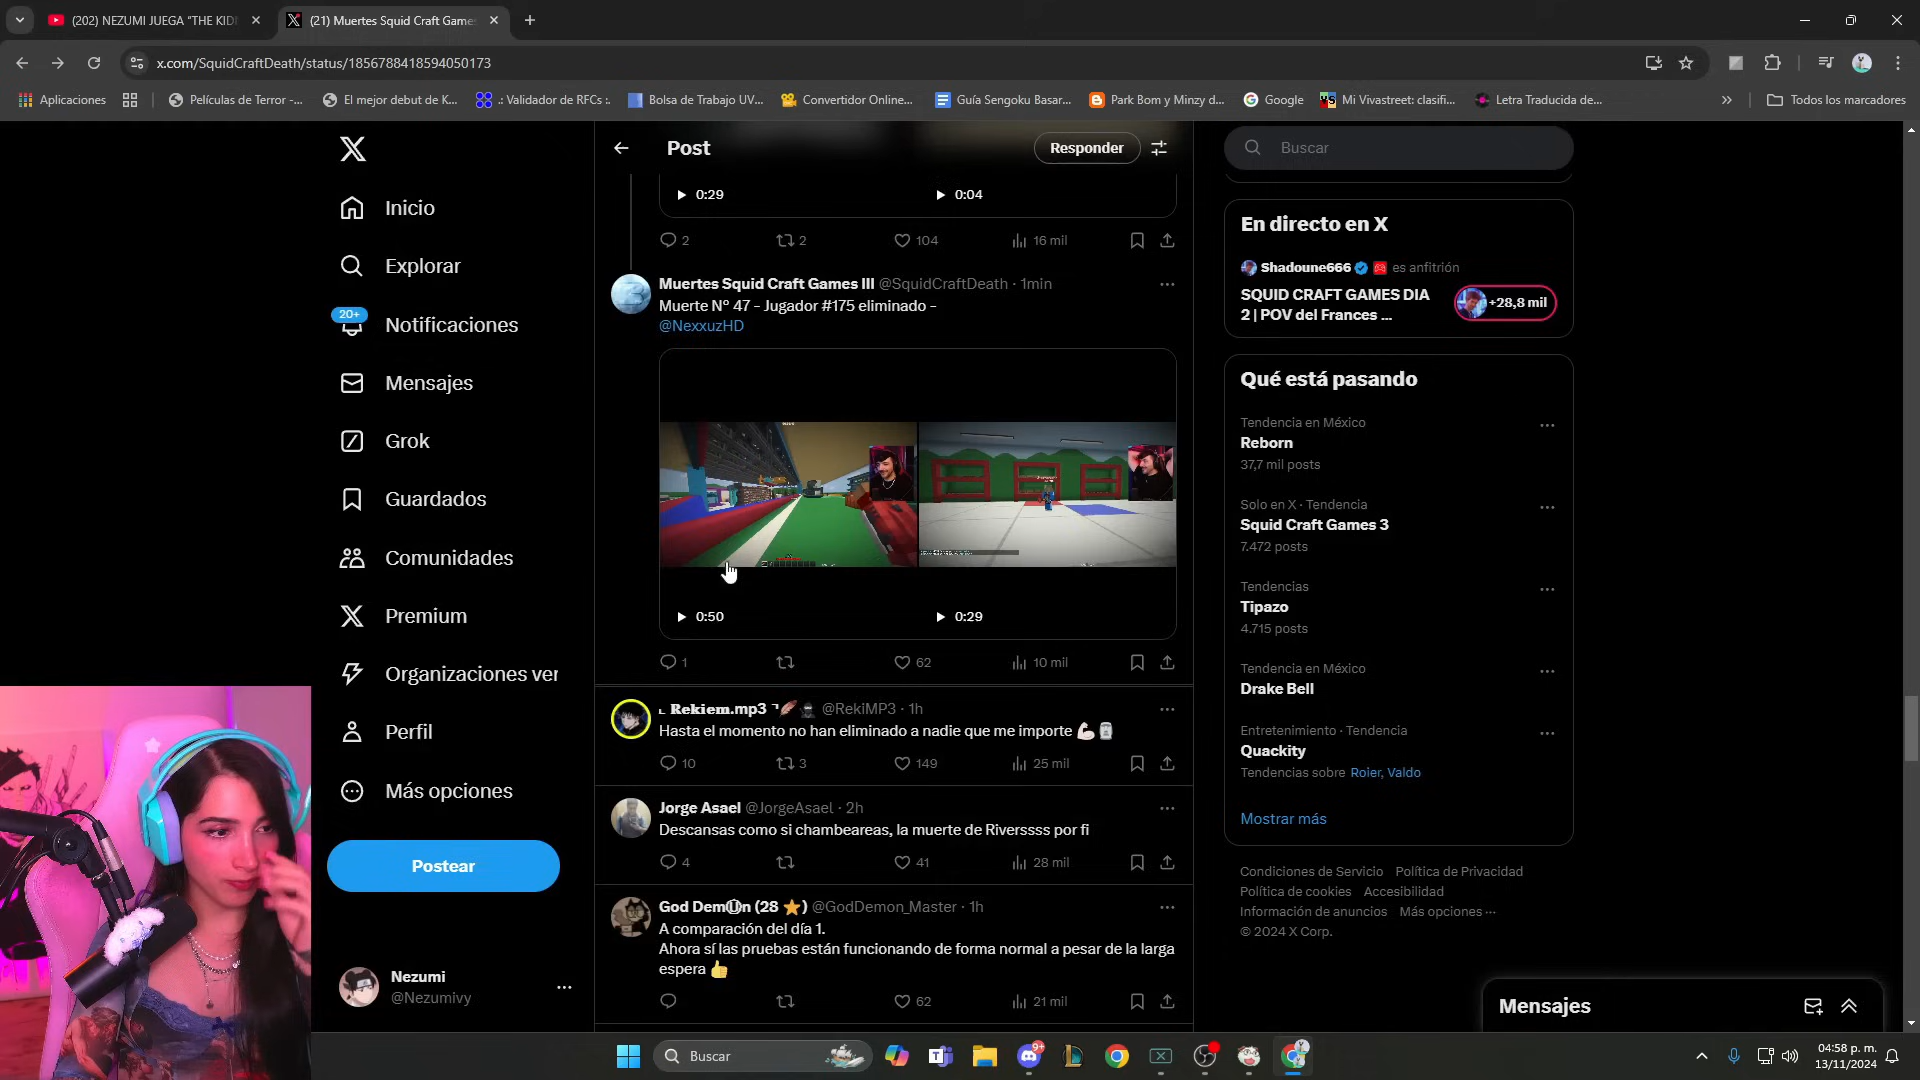 (202) NEZUMI JUEGA "THE KID
(21) Muertes Squid Craft Game
x.com/SquidCraftDeath/status/1856788418594050173
Aplicaciones
Películas de Terror -...
El mejor debut de K...
.: Validador de RFCs :.
Bolsa de Trabajo UV...
Convertidor Online...
Guía Sengoku Basar...
Park Bom y Minzy d...
Google
Mi Vivastreet: clasifi...
Letra Traducida de...
Todos los marcadores
Inicio
Explorar
20+
Notificaciones
Mensajes
Grok
Guardados
Comunidades
Premium
Organizaciones ver
Perfil
Más opciones
Postear
Nezumi
@Nezumivy
Post
Responder
0:29
0:04
2
2
104
16 mil
Muertes Squid Craft Games III @SquidCraftDeath · 1min
Muerte N° 47 - Jugador #175 eliminado -
@NexxuzHD
0:50
0:29
1
62
10 mil
Rekiem.mp3 @RekiMP3 · 1h
Hasta el momento no han eliminado a nadie que me importe
10
3
149
25 mil
Jorge Asael @JorgeAsael · 2h
Descansas como si chambeareas, la muerte de Riverssss por fi
4
41
28 mil
(28 ⭐) @GodDemon_Master · 1h
A comparación del día 1.
Ahora sí las pruebas están funcionando de forma normal a pesar de la larga
espera 👍
62
21 mil
Buscar
En directo en X
Shadoune666 es anfitrión
SQUID CRAFT GAMES DIA
2 | POV del Frances ...
+28,8 mil
Qué está pasando
Tendencia en México
Reborn
37,7 mil posts
Solo en X · Tendencia
Squid Craft Games 3
7.472 posts
Tendencias
Tipazo
4.715 posts
Tendencia en México
Drake Bell
Entretenimiento · Tendencia
Quackity
Tendencias sobre Roier, Valdo
Mostrar más
Condiciones de Servicio Política de Privacidad
Política de cookies Accesibilidad
Información de anuncios Más opciones ···
© 2024 X Corp.
Mensajes
Buscar
9+
04:58 p. m.
13/11/2024